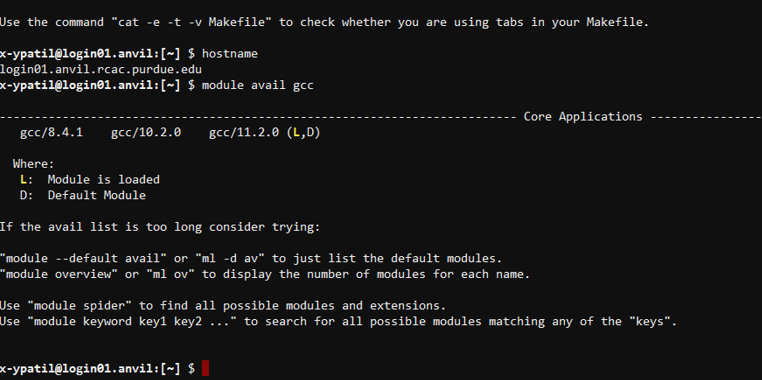 Use the command "cat -e -t -v Makefile" to check whether you are using tabs in your Makefile.
x-ypatil@login01.anvil:[~] $ hostname
login01.anvil.rcac.purdue.edu
x-ypatil@login01.anvil:[~] $ module avail gcc
---------------------------------------------------------------------------- Core Applications ----------------
gcc/8.4.1    gcc/10.2.0    gcc/11.2.0 (L,D)
Where:
L:  Module is loaded
D:  Default Module
If the avail list is too long consider trying:
"module --default avail" or "ml -d av" to just list the default modules.
"module overview" or "ml ov" to display the number of modules for each name.
Use "module spider" to find all possible modules and extensions.
Use "module keyword key1 key2 ..." to search for all possible modules matching any of the "keys".
x-ypatil@login01.anvil:[~] $